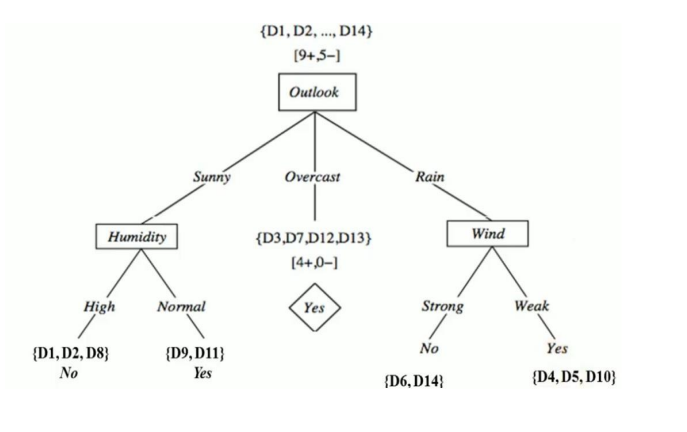 {D1, D2, ..., D14}
[9+,5–]
Outlook
Sunny
Overcast
Rain
Humidity
{D3,D7,D12,D13}
[4+,0–]
Wind
High
Normal
Yes
Strong
Weak
{D1, D2, D8}
No
{D9, D11}
Yes
No
{D6, D14}
Yes
{D4, D5, D10}